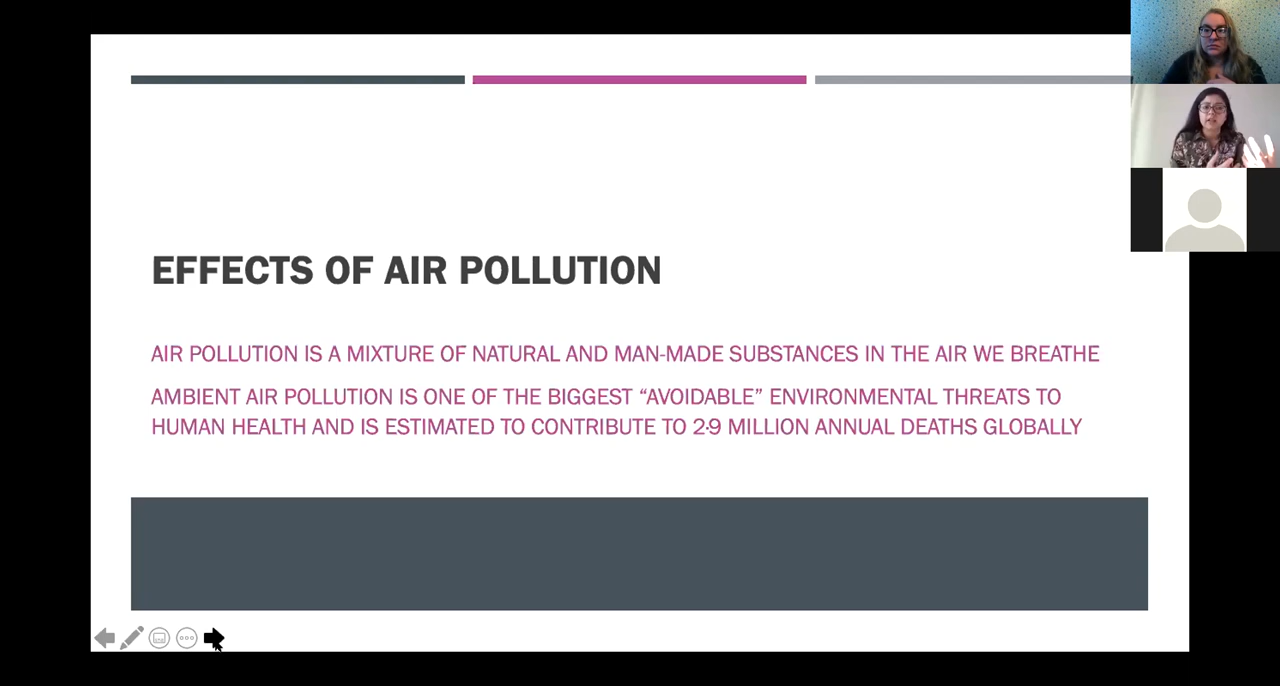 EFFECTS OF AIR POLLUTION
AIR POLLUTION IS A MIXTURE OF NATURAL AND MAN-MADE SUBSTANCES IN THE AIR WE BREATHE
AMBIENT AIR POLLUTION IS ONE OF THE BIGGEST “AVOIDABLE” ENVIRONMENTAL THREATS TO
HUMAN HEALTH AND IS ESTIMATED TO CONTRIBUTE TO 2·9 MILLION ANNUAL DEATHS GLOBALLY